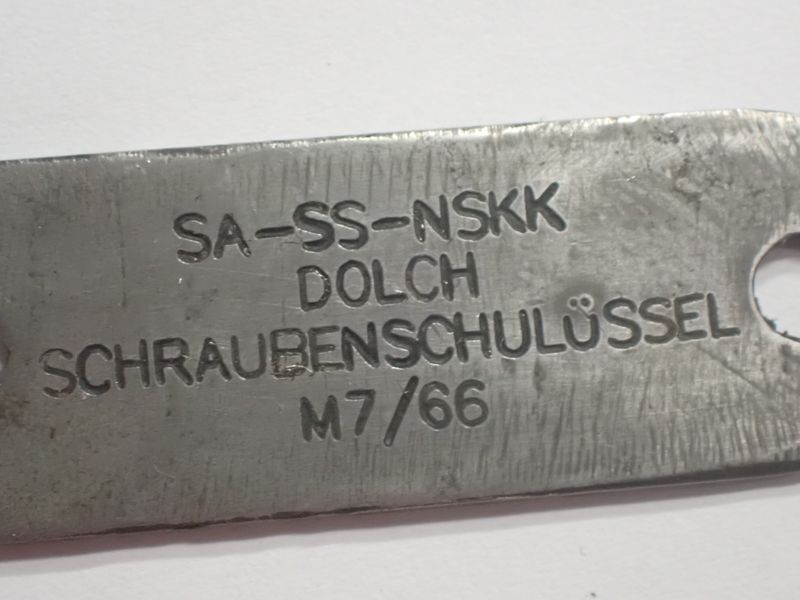 SA-SS-NSKK
DOLCH
SCHRAUBENSCHULÜSSEL
M7/66